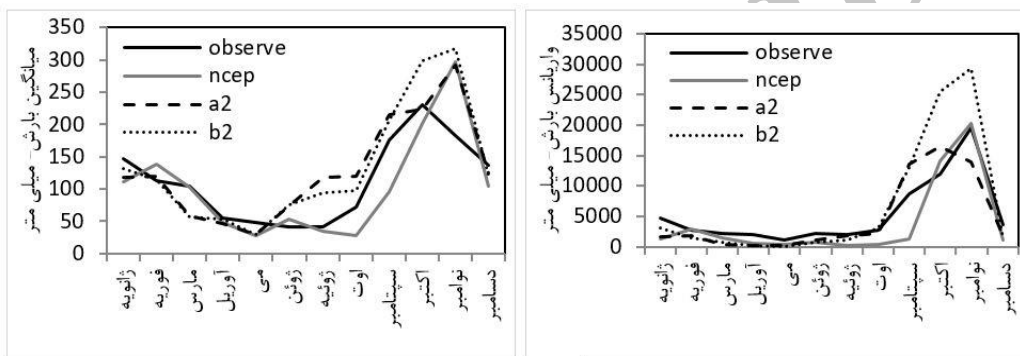 میانگین بارش- میلی متر
350
300
250
200
150
100
50
0
observe
ncep
a2
b2
ژانویه
فوریه
مارس
آوریل
می
ژوئن
ژوئیه
اوت
سپتامبر
اکتبر
نوامبر
دسامبر
واریانس بارش- میلی متر
35000
30000
25000
20000
15000
10000
5000
0
observe
ncep
a2
b2
ژانویه
فوریه
مارس
آوریل
می
ژوئن
ژوئیه
اوت
سپتامبر
اکتبر
نوامبر
دسامبر